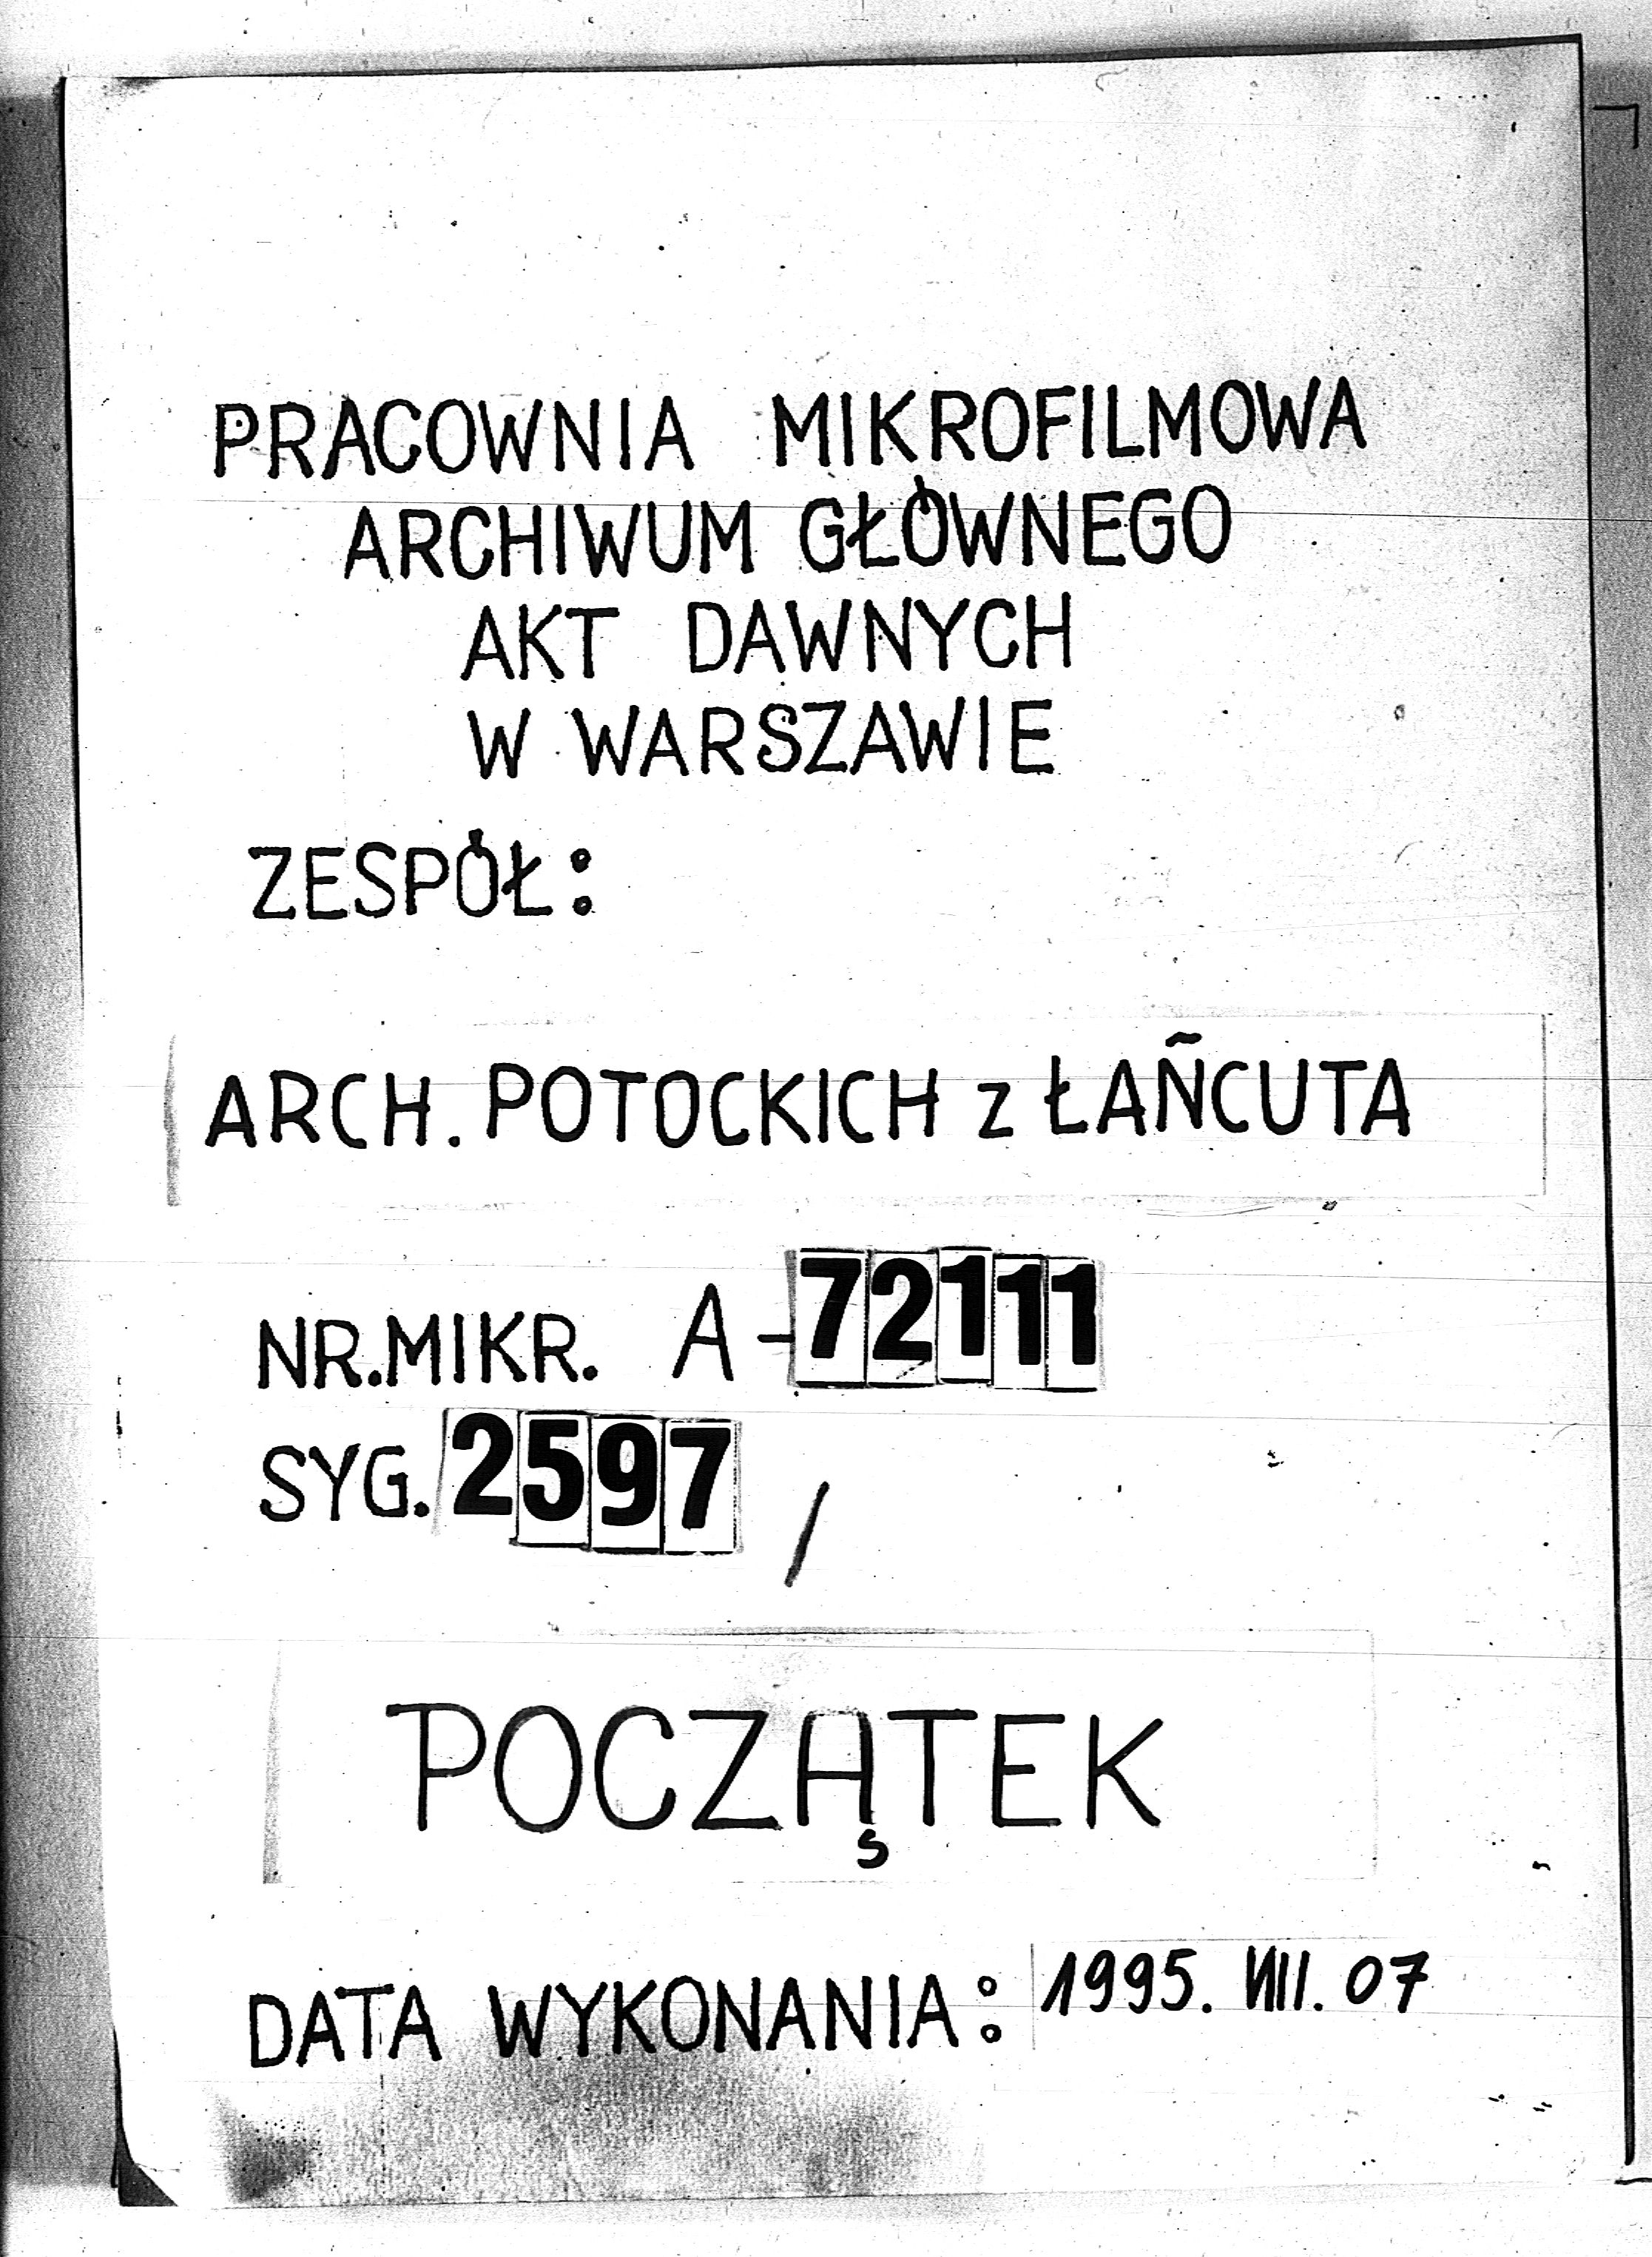 PRACOWNIA MIKROFILMOWA
ARCHIWUM GŁÓWNEGO
AKT DAWNYCH
W WARSZAWIE
ZESPÓŁ:
ARCH. POTOCKICH z ŁAŃCUTA
NR.MIKR. A-72111
SYG. 2597 /
POCZĄTEK
DATA WYKONANIA: 1995. VIII. 07